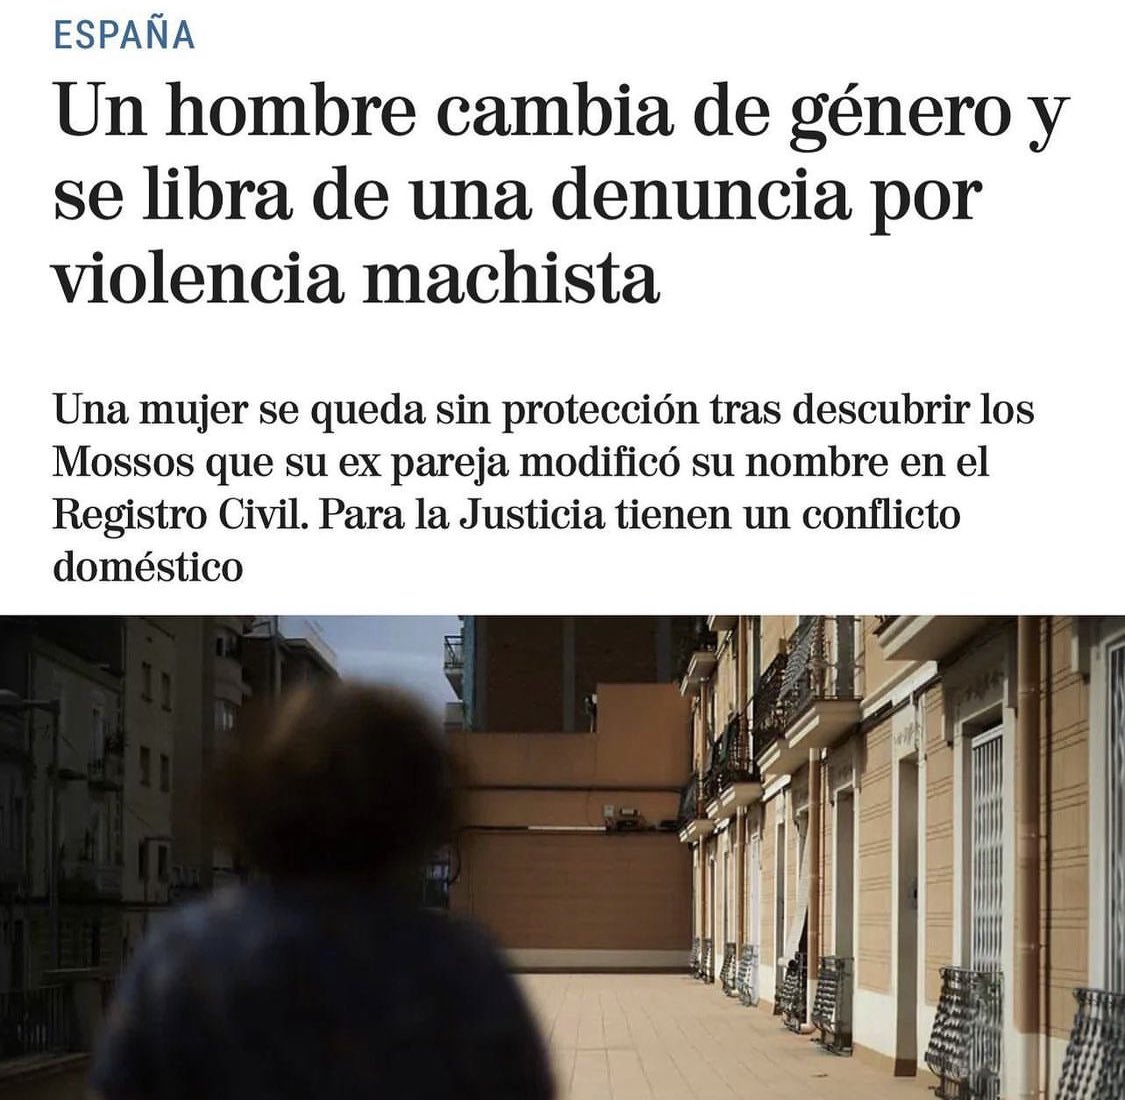 ESPAÑA
Un hombre cambia de género y
se libra de una denuncia por
violencia machista
Una mujer se queda sin protección tras descubrir los
Mossos que su ex pareja modificó su nombre en el
Registro Civil. Para la Justicia tienen un conflicto
doméstico